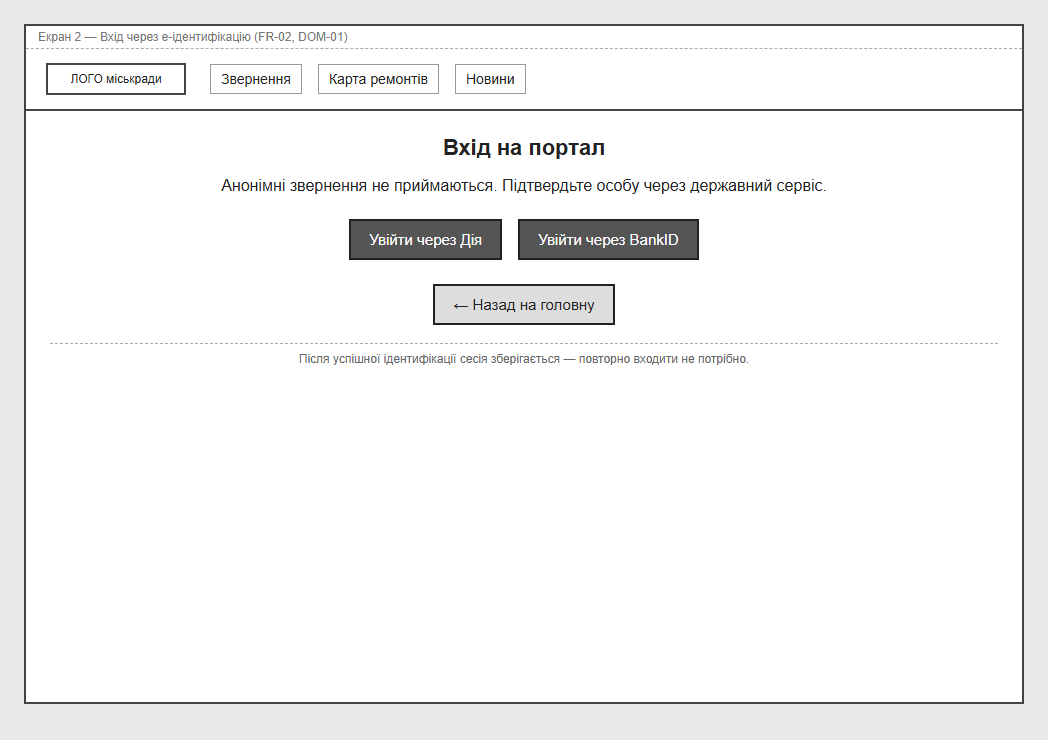 Екран 2 — Вхід через е-ідентифікацію (FR-02, DOM-01)
ЛОГО міськради
Звернення
Карта ремонтів
Новини
Вхід на портал
Анонімні звернення не приймаються. Підтвердьте особу через державний сервіс.
Увійти через Дія
Увійти через BankID
← Назад на головну
Після успішної ідентифікації сесія зберігається — повторно входити не потрібно.